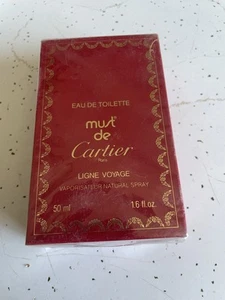 EAU DE TOILETTE
must
de
Cartier
Paris
LIGNE VOYAGE
VAPORISATEUR NATURAL SPRAY
50 ml 1.6 fl.oz.